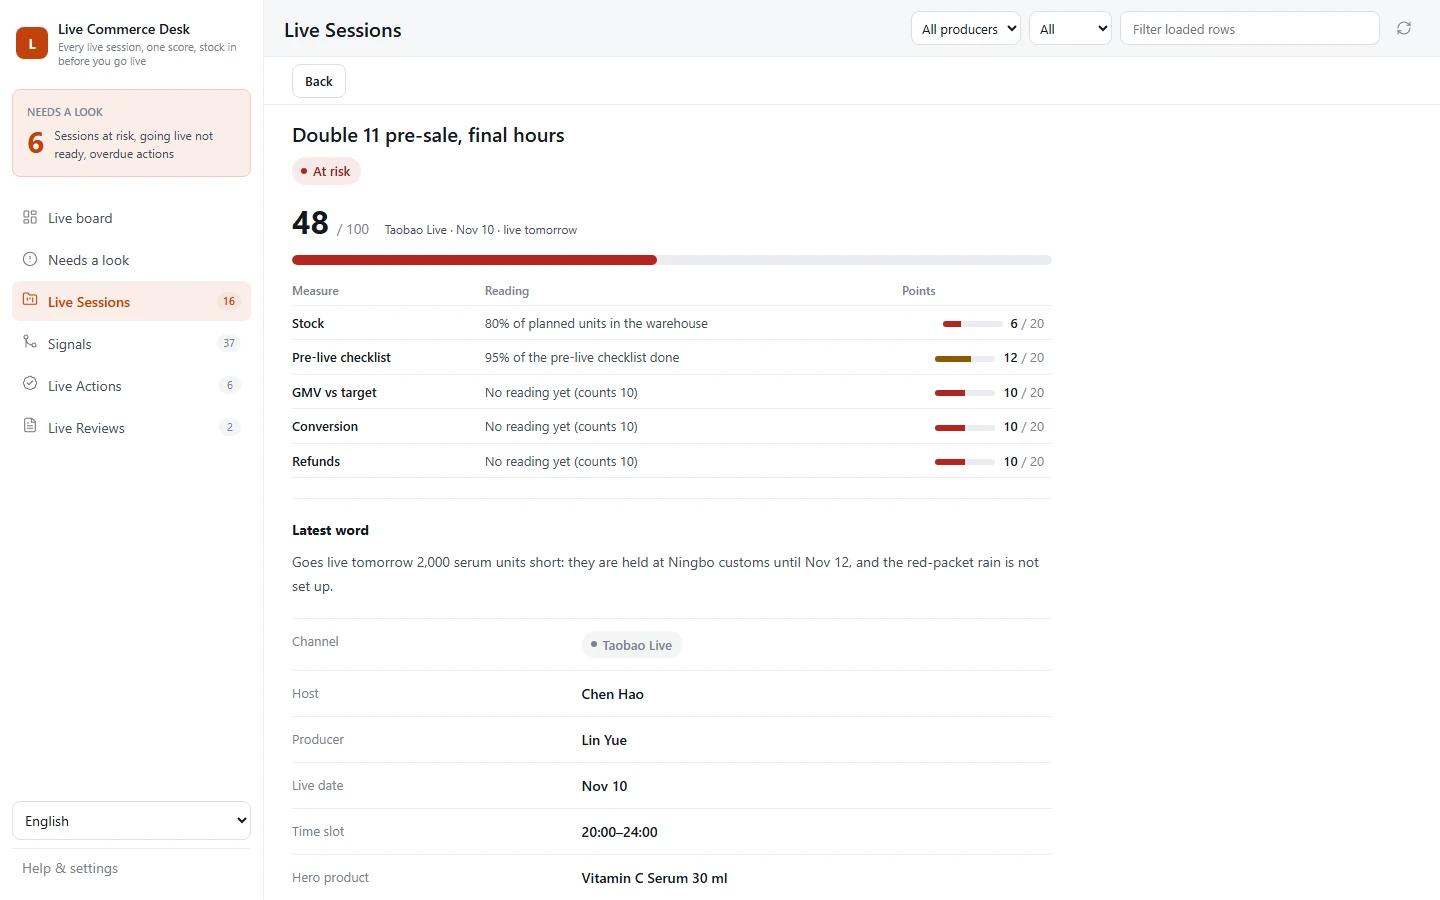 L
Live Commerce Desk
Every live session, one score, stock in
before you go live
NEEDS A LOOK
6
Sessions at risk, going live not
ready, overdue actions
Live board
Needs a look
Live Sessions 16
Signals 37
Live Actions 6
Live Reviews 2
English
Help & settings
Live Sessions
All producers
All
Filter loaded rows
Back
Double 11 pre-sale, final hours
At risk
48 / 100 Taobao Live · Nov 10 · live tomorrow
Measure Reading Points
Stock 80% of planned units in the warehouse 6 / 20
Pre-live checklist 95% of the pre-live checklist done 12 / 20
GMV vs target No reading yet (counts 10) 10 / 20
Conversion No reading yet (counts 10) 10 / 20
Refunds No reading yet (counts 10) 10 / 20
Latest word
Goes live tomorrow 2,000 serum units short: they are held at Ningbo customs until Nov 12, and the red-packet rain is not
set up.
Channel Taobao Live
Host Chen Hao
Producer Lin Yue
Live date Nov 10
Time slot 20:00–24:00
Hero product Vitamin C Serum 30 ml